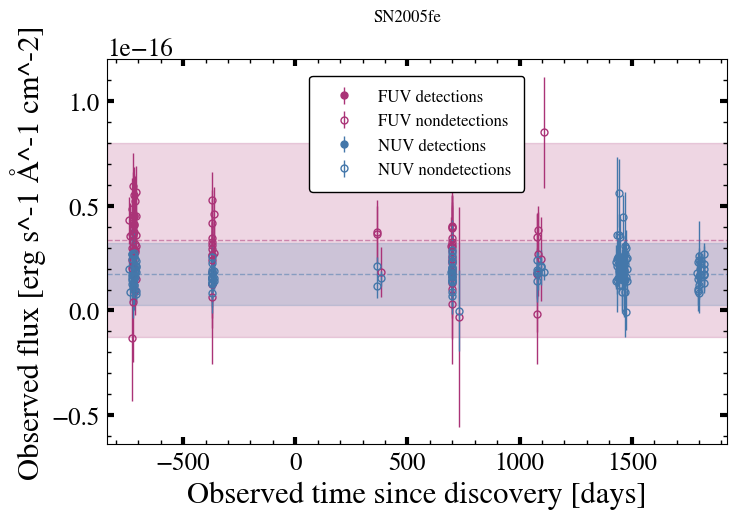 SN2005fe
1e−16
FUV detections
FUV nondetections
NUV detections
NUV nondetections
1.0
0.5
0.0
−0.5
Observed flux [erg s^-1 Å^-1 cm^-2]
−500 0 500 1000 1500
Observed time since discovery [days]